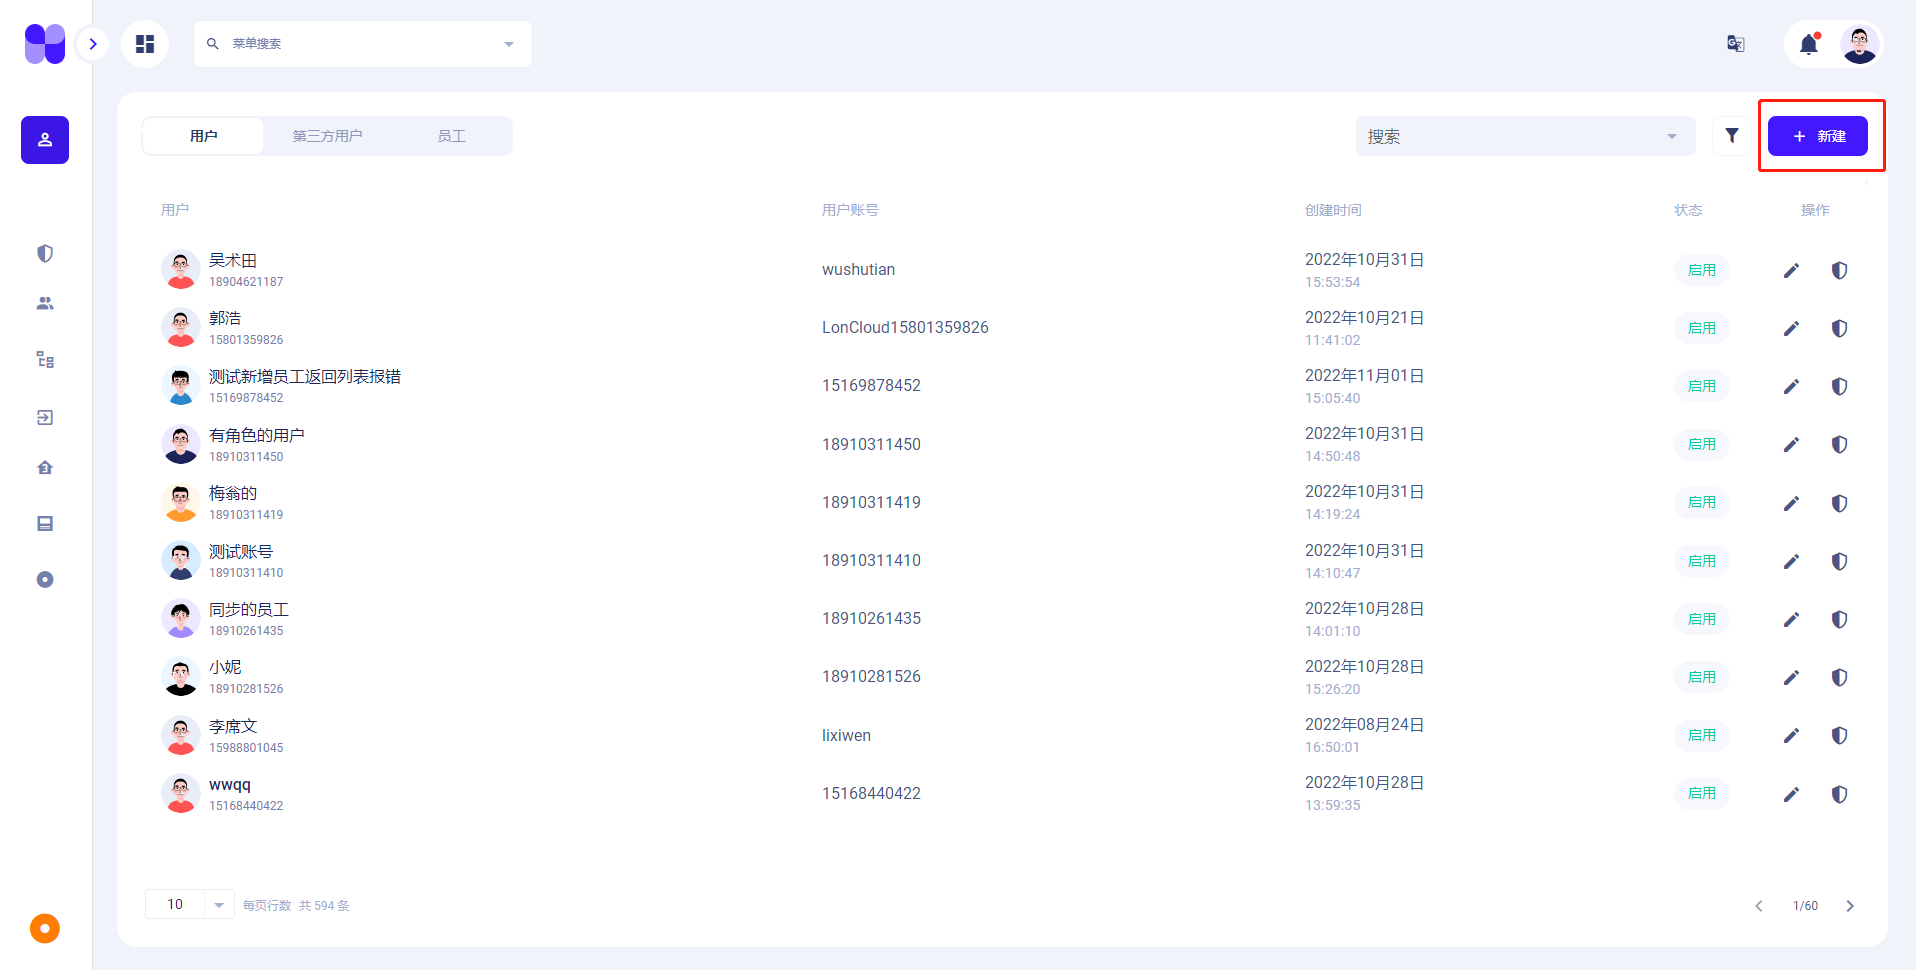 菜单搜索
用户 第三方用户 员工 搜索 新建
用户 用户账号 创建时间 状态 操作
吴术田
18904621187
wushutian
2022年10月31日
15:53:54
启用
郭浩
15801359826
LonCloud15801359826
2022年10月21日
11:41:02
启用
测试新增员工返回列表报错
15169878452
15169878452
2022年11月01日
15:05:40
启用
有角色的用户
18910311450
18910311450
2022年10月31日
14:50:48
启用
梅翁的
18910311419
18910311419
2022年10月31日
14:19:24
启用
测试账号
18910311410
18910311410
2022年10月31日
14:10:47
启用
同步的员工
18910261435
18910261435
2022年10月28日
14:01:10
启用
小妮
18910281526
18910281526
2022年10月28日
15:26:20
启用
李席文
15988801045
lixiwen
2022年08月24日
16:50:01
启用
wwqq
15168440422
15168440422
2022年10月28日
13:59:35
启用
10 每页行数 共 594 条 1/60